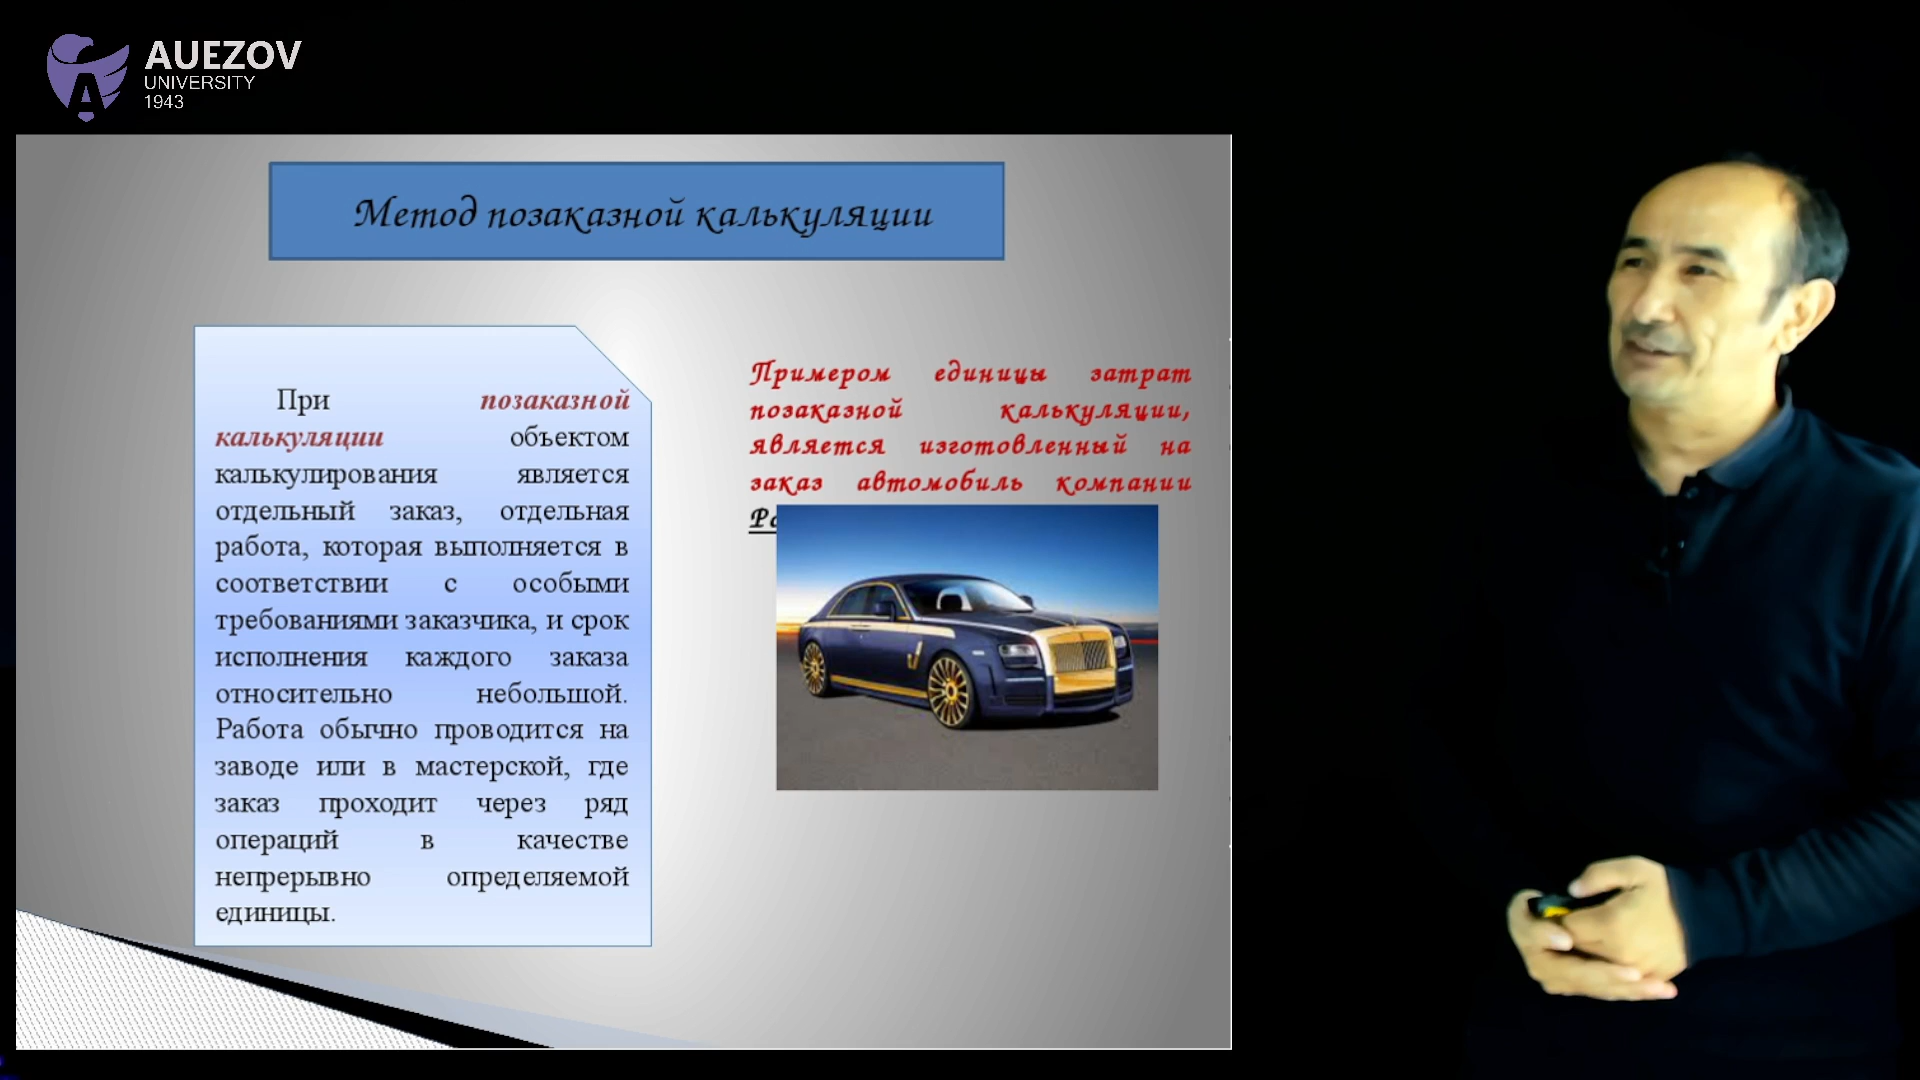 AUEZOV
UNIVERSITY
1943
Метод позаказной калькуляции
При позаказной
калькуляции объектом
калькулирования является
отдельный заказ, отдельная
работа, которая выполняется в
соответствии с особыми
требованиями заказчика, и срок
исполнения каждого заказа
относительно небольшой.
Работа обычно проводится на
заводе или в мастерской, где
заказ проходит через ряд
операций в качестве
непрерывно определяемой
единицы.
Примером единицы затрат
позаказной калькуляции,
является изготовленный на
заказ автомобиль компании